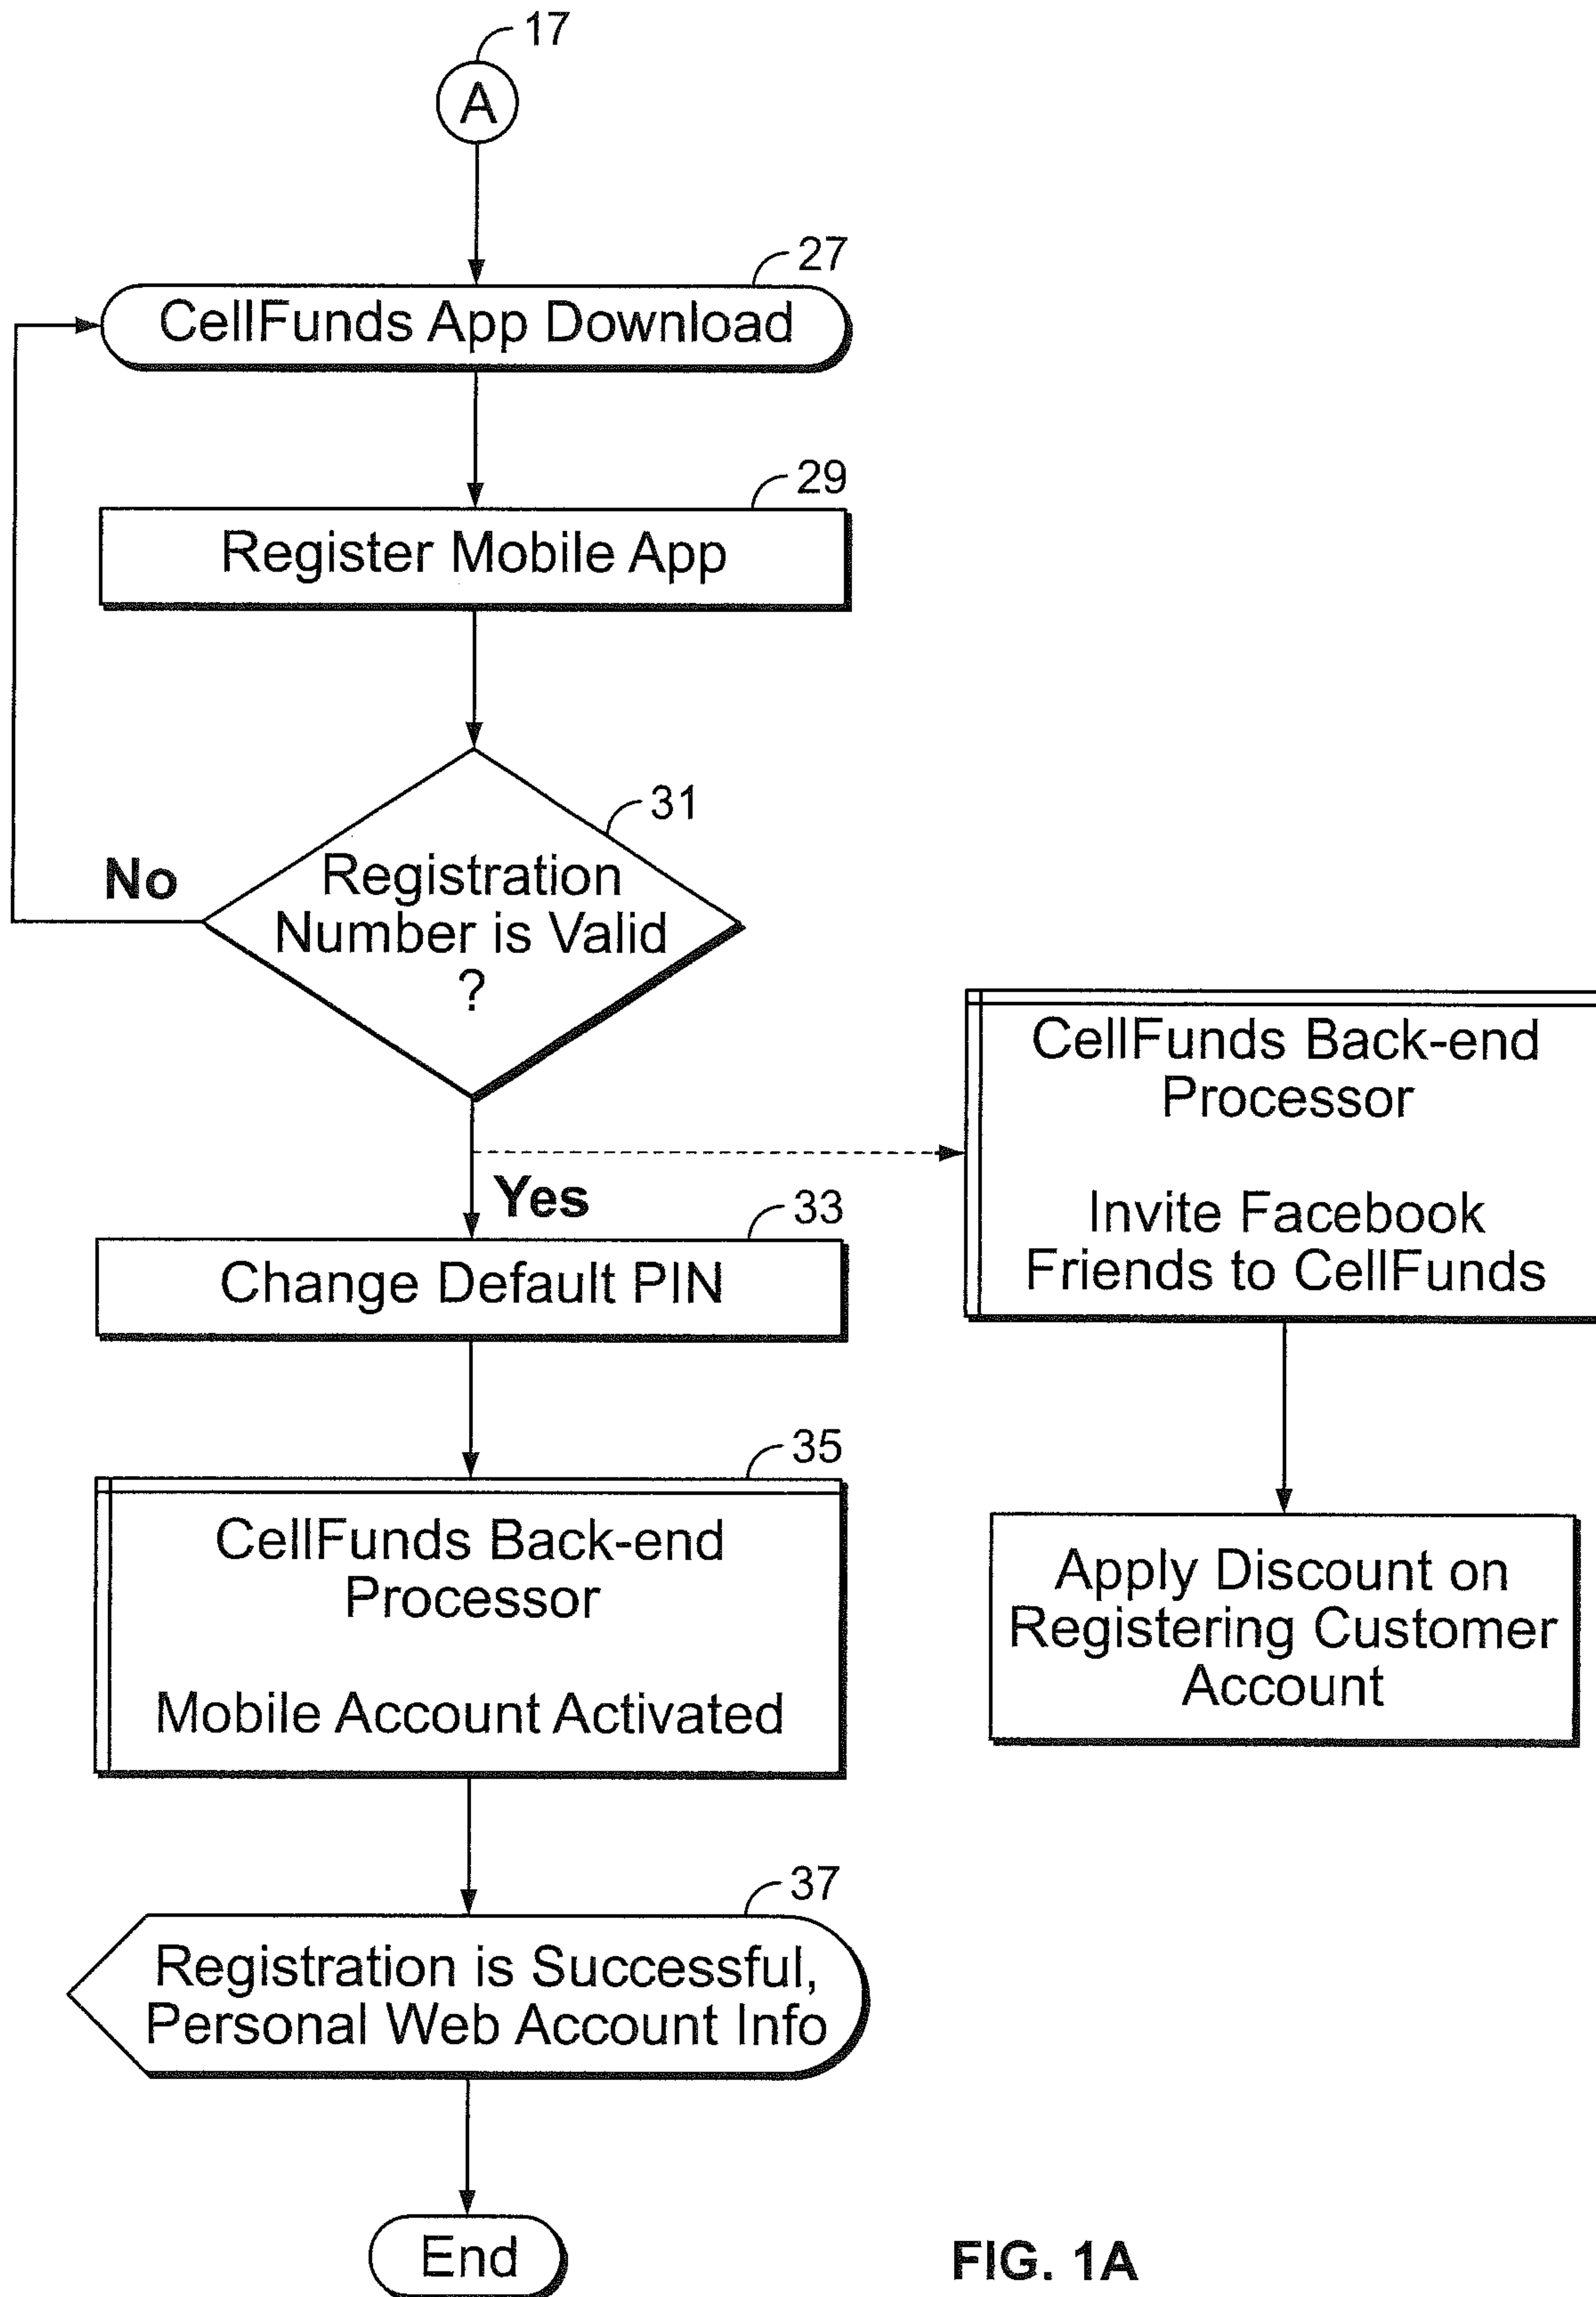 17
A
27
CellFunds App Download
29
Register Mobile App
31
Registration
Number is Valid
?
No
Yes
CellFunds Back-end
Processor
Invite Facebook
Friends to CellFunds
33
Change Default PIN
35
CellFunds Back-end
Processor
Mobile Account Activated
Apply Discount on
Registering Customer
Account
37
Registration is Successful,
Personal Web Account Info
End
FIG. 1A